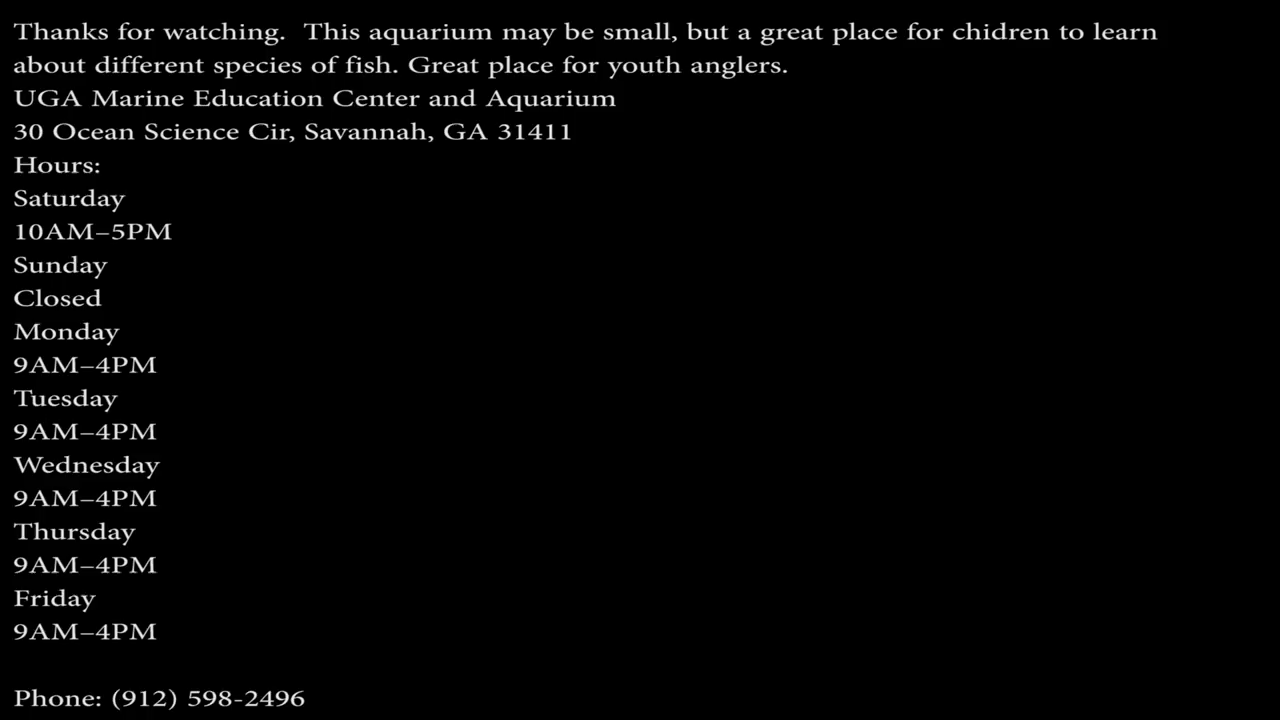 Thanks for watching.  This aquarium may be small, but a great place for chidren to learn
about different species of fish. Great place for youth anglers.
UGA Marine Education Center and Aquarium
30 Ocean Science Cir, Savannah, GA 31411
Hours:
Saturday
10AM–5PM
Sunday
Closed
Monday
9AM–4PM
Tuesday
9AM–4PM
Wednesday
9AM–4PM
Thursday
9AM–4PM
Friday
9AM–4PM
Phone: (912) 598-2496